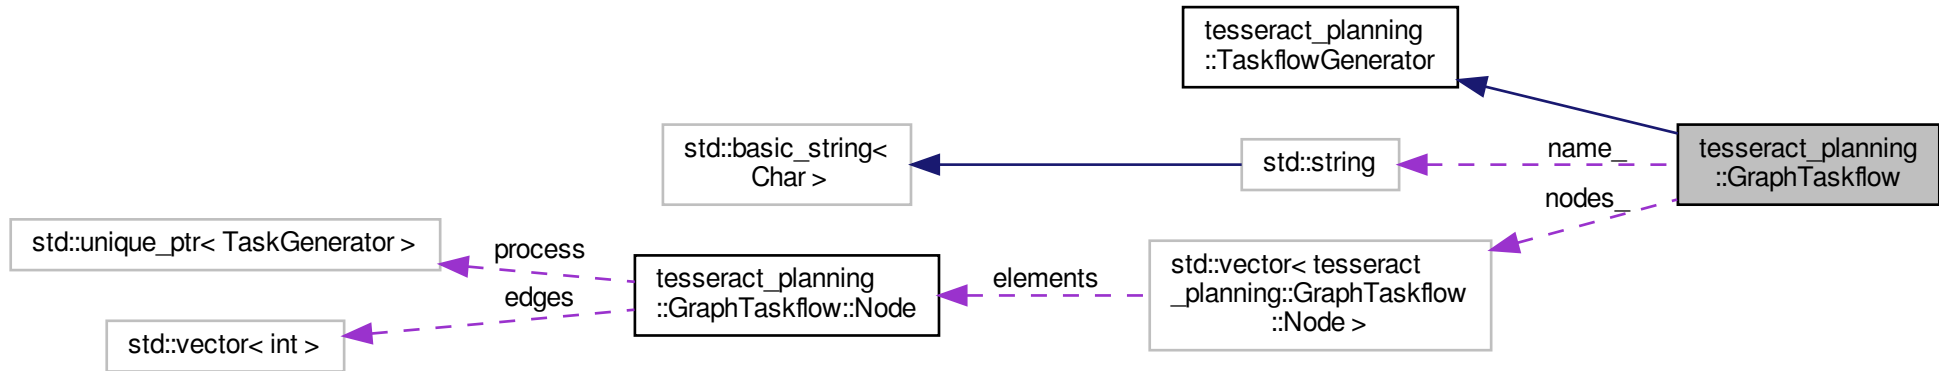 tesseract_planning
::TaskflowGenerator
std::basic_string<
Char >
std::string
name_
tesseract_planning
::GraphTaskflow
nodes_
std::unique_ptr< TaskGenerator >
process
edges
std::vector< int >
tesseract_planning
::GraphTaskflow::Node
elements
std::vector< tesseract
_planning::GraphTaskflow
::Node >